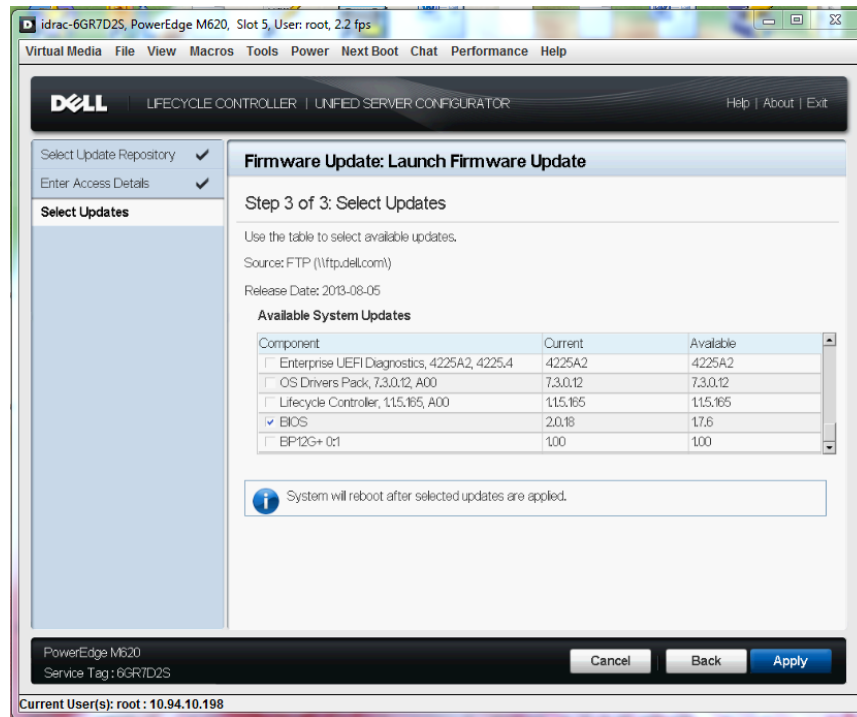 idrac-6GR7D2S, PowerEdge M620, Slot 5, User: root, 2.2 fps
Virtual Media File View Macros Tools Power Next Boot Chat Performance Help
DELL LIFECYCLE CONTROLLER | UNIFIED SERVER CONFIGURATOR Help | About | Exit
Select Update Repository
Enter Access Details
Select Updates
Firmware Update: Launch Firmware Update
Step 3 of 3: Select Updates
Use the table to select available updates.
Source: FTP (\\ftp.dell.com\)
Release Date: 2013-08-05
Available System Updates
Component Current Available
Enterprise UEFI Diagnostics, 4225A2, 4225.4 4225A2 4225A2
OS Drivers Pack, 7.3.0.12, A00 7.3.0.12 7.3.0.12
Lifecycle Controller, 1.1.5.165, A00 1.1.5.165 1.1.5.165
BIOS 2.0.18 1.7.6
BP12G+ 0:1 1.00 1.00
System will reboot after selected updates are applied.
PowerEdge M620
Service Tag : 6GR7D2S
Cancel Back Apply
Current User(s): root : 10.94.10.198